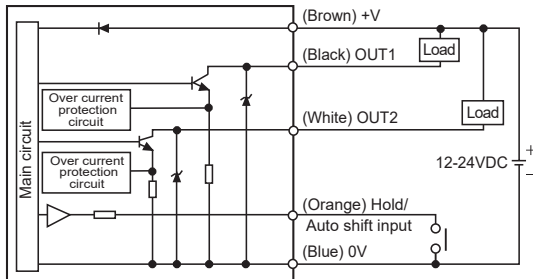 (Brown) +V
(Black) OUT1
Load
Over current
protection
circuit
(White) OUT2
Load
Main circuit
Over current
protection
circuit
12-24VDC
+
−
(Orange) Hold/
Auto shift input
(Blue) 0V